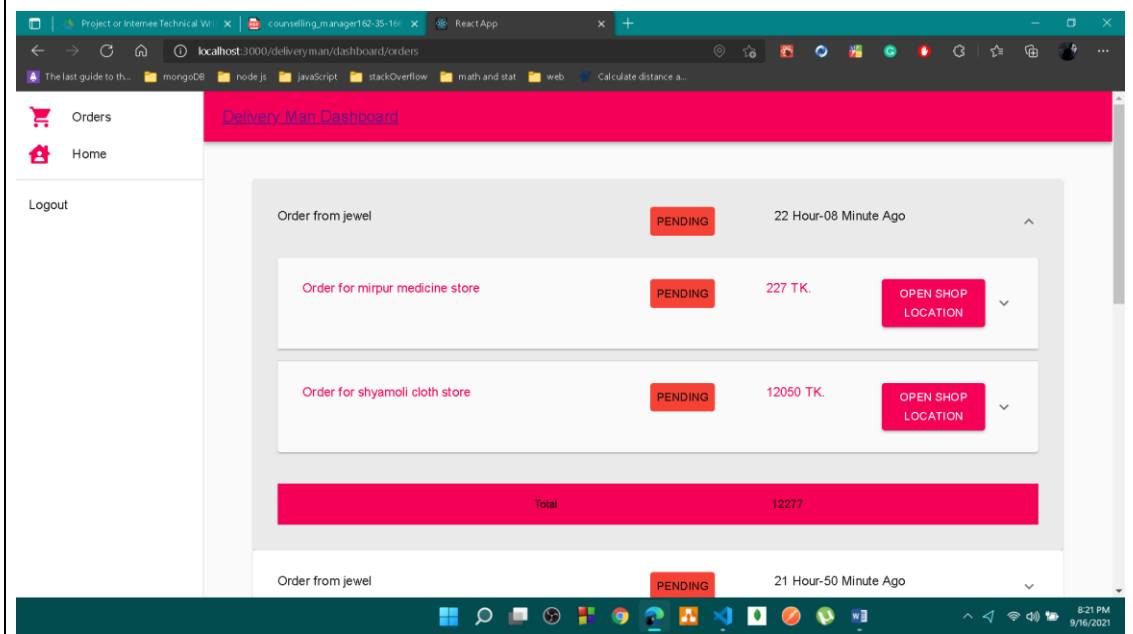 Project or Internee Technical Wri
counselling_manager162-35-166
React App
localhost:3000/deliveryman/dashboard/orders
The last guide to th...
mongoDB
node js
javaScript
stackOverflow
math and stat
web
Calculate distance a...
Orders
Home
Logout
Delivery Man Dashboard
Order from jewel
PENDING
22 Hour-08 Minute Ago
Order for mirpur medicine store
PENDING
227 TK.
OPEN SHOP
LOCATION
Order for shyamoli cloth store
PENDING
12050 TK.
OPEN SHOP
LOCATION
Total
12277
Order from jewel
PENDING
21 Hour-50 Minute Ago
8:21 PM
9/16/2021